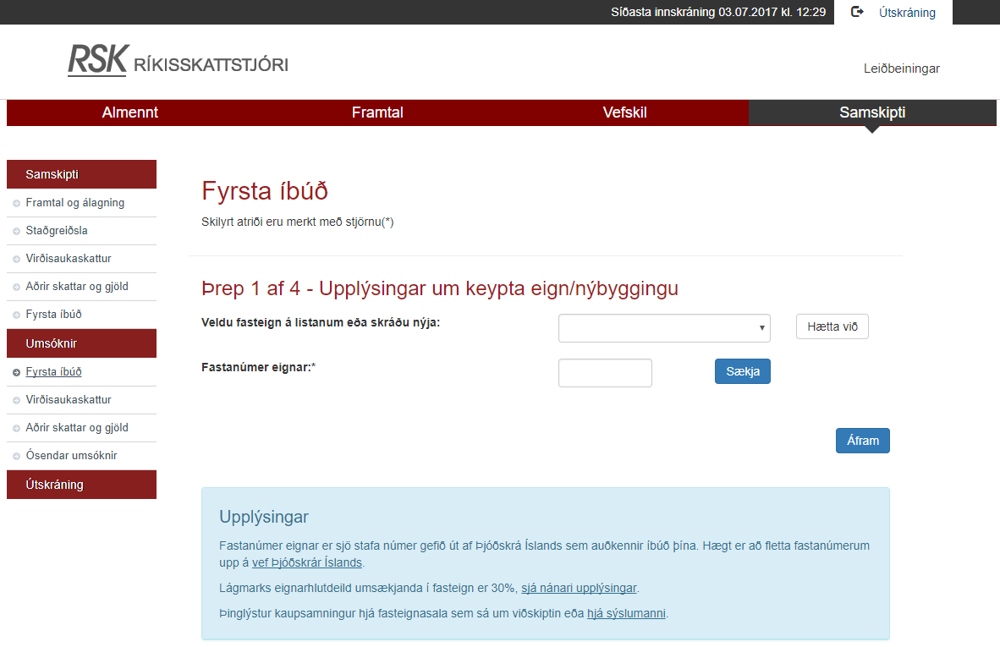 Síðasta innskráning 03.07.2017 kl. 12:29
Útskráning
RSK RÍKISSKATTSTJÓRI
Leiðbeiningar
Almennt Framtal Vefskil Samskipti
Samskipti
Framtal og álagning
Staðgreiðsla
Virðisaukaskattur
Aðrir skattar og gjöld
Fyrsta íbúð
Umsóknir
Fyrsta íbúð
Virðisaukaskattur
Aðrir skattar og gjöld
Ósendar umsóknir
Útskráning
Fyrsta íbúð
Skilyrt atriði eru merkt með stjörnu(*)
Þrep 1 af 4 - Upplýsingar um keypta eign/nýbyggingu
Veldu fasteign á listanum eða skráðu nýja:
Hætta við
Fastanúmer eignar:*
Sækja
Áfram
Upplýsingar
Fastanúmer eignar er sjö stafa númer gefið út af Þjóðskrá Íslands sem auðkennir íbúð þína. Hægt er að fletta fastanúmerum
upp á vef Þjóðskrár Íslands.
Lágmarks eignarhlutdeild umsækjanda í fasteign er 30%, sjá nánari upplýsingar.
Þinglýstur kaupsamningur hjá fasteignasala sem sá um viðskiptin eða hjá sýslumanni.